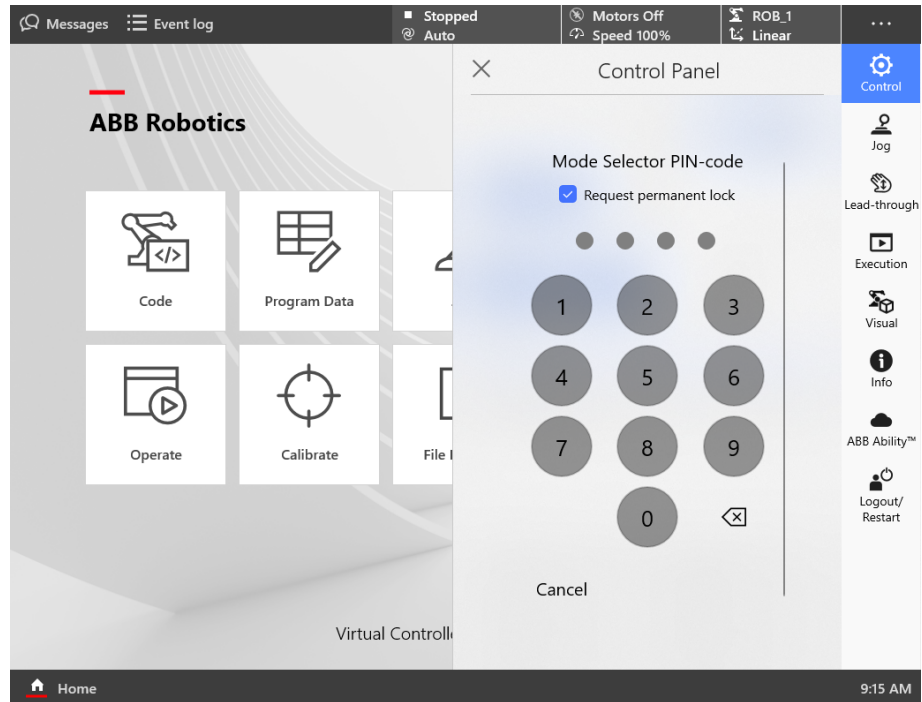 Messages
Event log
Stopped
Auto
Motors Off
Speed 100%
ROB_1
Linear
...
ABB Robotics
</>
Code
Program Data
Operate
Calibrate
File
Virtual
Control Panel
Mode Selector PIN-code
Request permanent lock
1 2 3
4 5 6
7 8 9
0
Cancel
Control
Jog
Lead-through
Execution
Visual
Info
ABB Ability™
Logout/
Restart
Home
9:15 AM